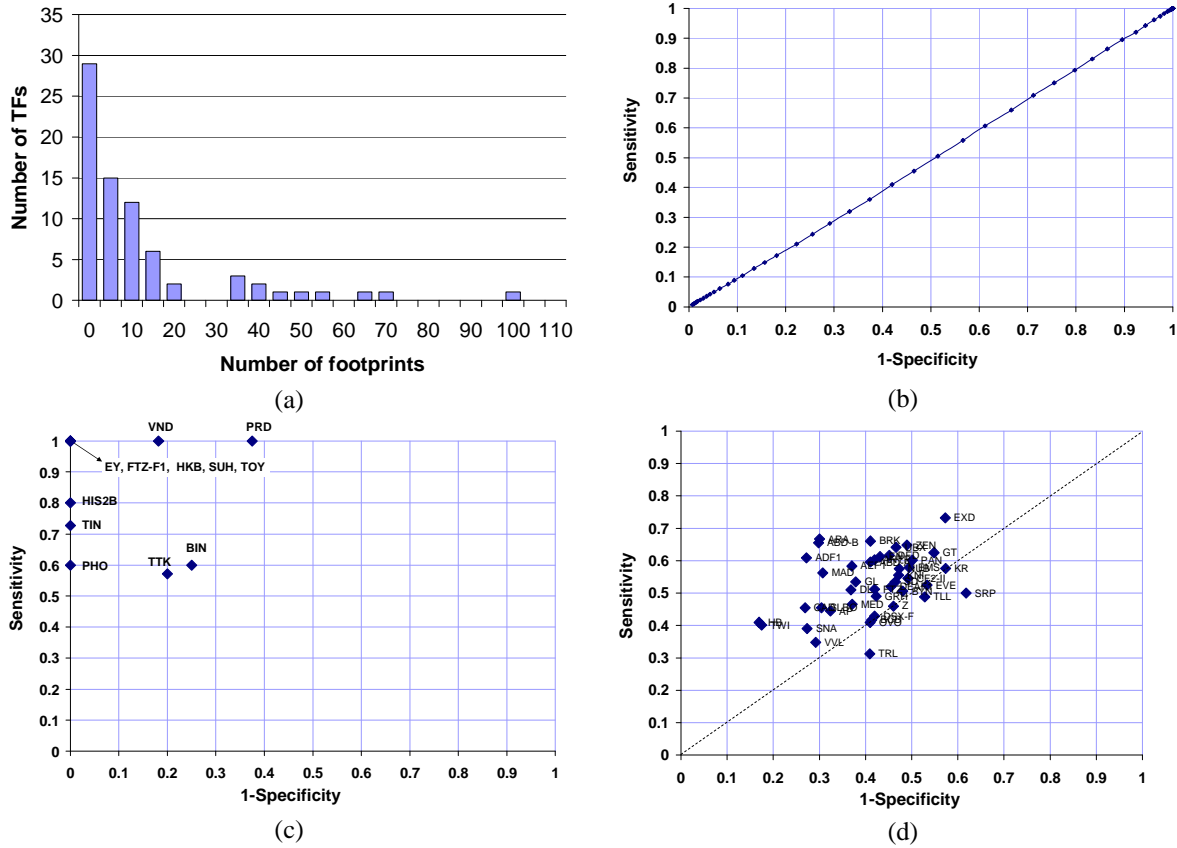 35
30
25
20
15
10
5
0
Number of TFs
0 10 20 30 40 50 60 70 80 90 100 110
Number of footprints
(a)
1
0.9
0.8
0.7
0.6
0.5
0.4
0.3
0.2
0.1
0
Sensitivity
0 0.1 0.2 0.3 0.4 0.5 0.6 0.7 0.8 0.9 1
1-Specificity
(b)
VND PRD
EY, FTZ-F1, HKB, SUH, TOY
HIS2B
TIN
PHO
TTK
BIN
1
0.9
0.8
0.7
0.6
0.5
0.4
0.3
0.2
0.1
0
Sensitivity
0 0.1 0.2 0.3 0.4 0.5 0.6 0.7 0.8 0.9 1
1-Specificity
(c)
1
0.9
0.8
0.7
0.6
0.5
0.4
0.3
0.2
0.1
0
Sensitivity
EXD
ABD-B
BRK
ZEN
GT
ADF1
PAN
MAD
KR
GL
EVE
SRP
TLL
MED
Z
AP
DSX-F
HB
TWI
SNA
OVO
VVL
TRL
0 0.1 0.2 0.3 0.4 0.5 0.6 0.7 0.8 0.9 1
1-Specificity
(d)